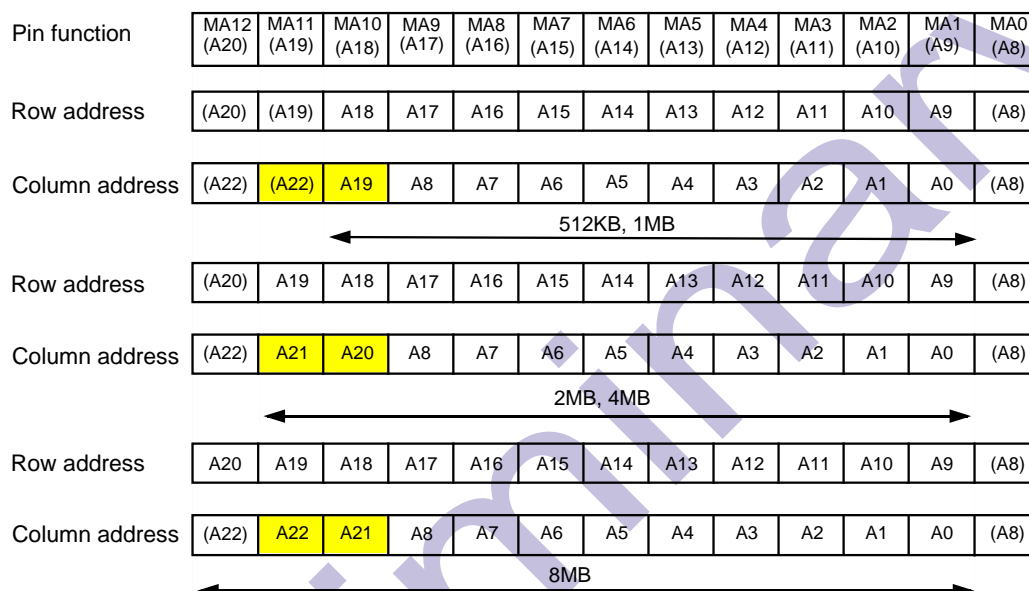 Pin function MA12 (A20) MA11 (A19) MA10 (A18) MA9 (A17) MA8 (A16) MA7 (A15) MA6 (A14) MA5 (A13) MA4 (A12) MA3 (A11) MA2 (A10) MA1 (A9) MA0 (A8)
Row address (A20) (A19) A18 A17 A16 A15 A14 A13 A12 A11 A10 A9 (A8)
Column address (A22) (A22) A19 A8 A7 A6 A5 A4 A3 A2 A1 A0 (A8)
512KB, 1MB
Row address (A20) A19 A18 A17 A16 A15 A14 A13 A12 A11 A10 A9 (A8)
Column address (A22) A21 A20 A8 A7 A6 A5 A4 A3 A2 A1 A0 (A8)
2MB, 4MB
Row address A20 A19 A18 A17 A16 A15 A14 A13 A12 A11 A10 A9 (A8)
Column address (A22) A22 A21 A8 A7 A6 A5 A4 A3 A2 A1 A0 (A8)
8MB
minar